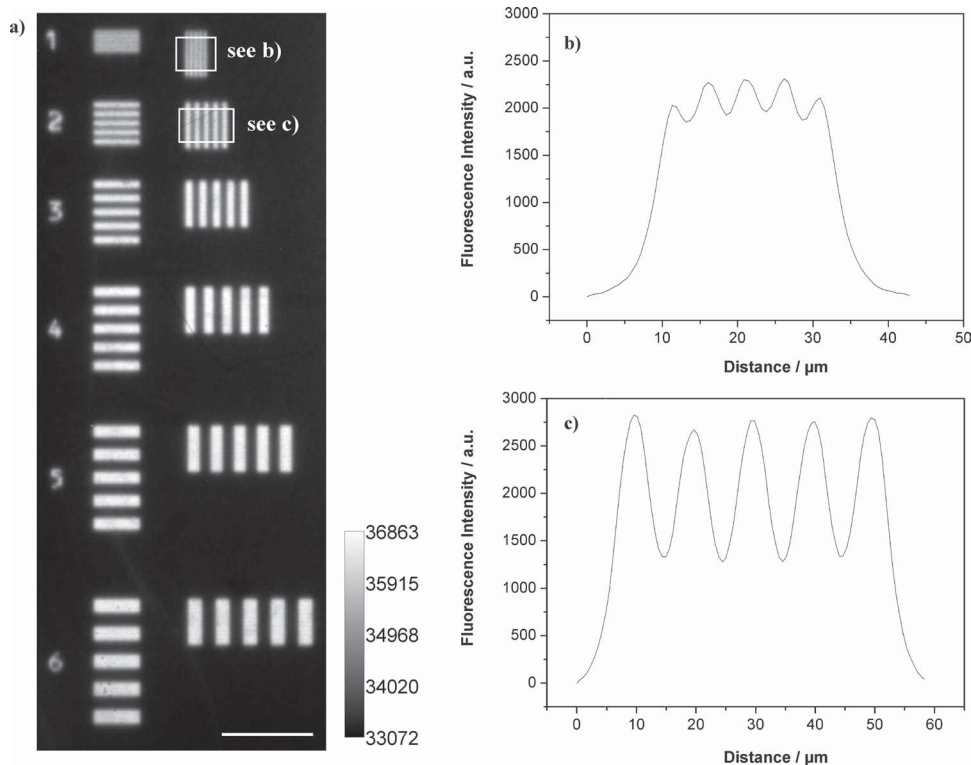 a)
1
see b)
2
see c)
3
4
5
6
36863
35915
34968
34020
33072
b)
Fluorescence Intensity / a.u.
3000
2500
2000
1500
1000
500
0
0 10 20 30 40 50
Distance / µm
c)
Fluorescence Intensity / a.u.
3000
2500
2000
1500
1000
500
0
0 10 20 30 40 50 60
Distance / µm